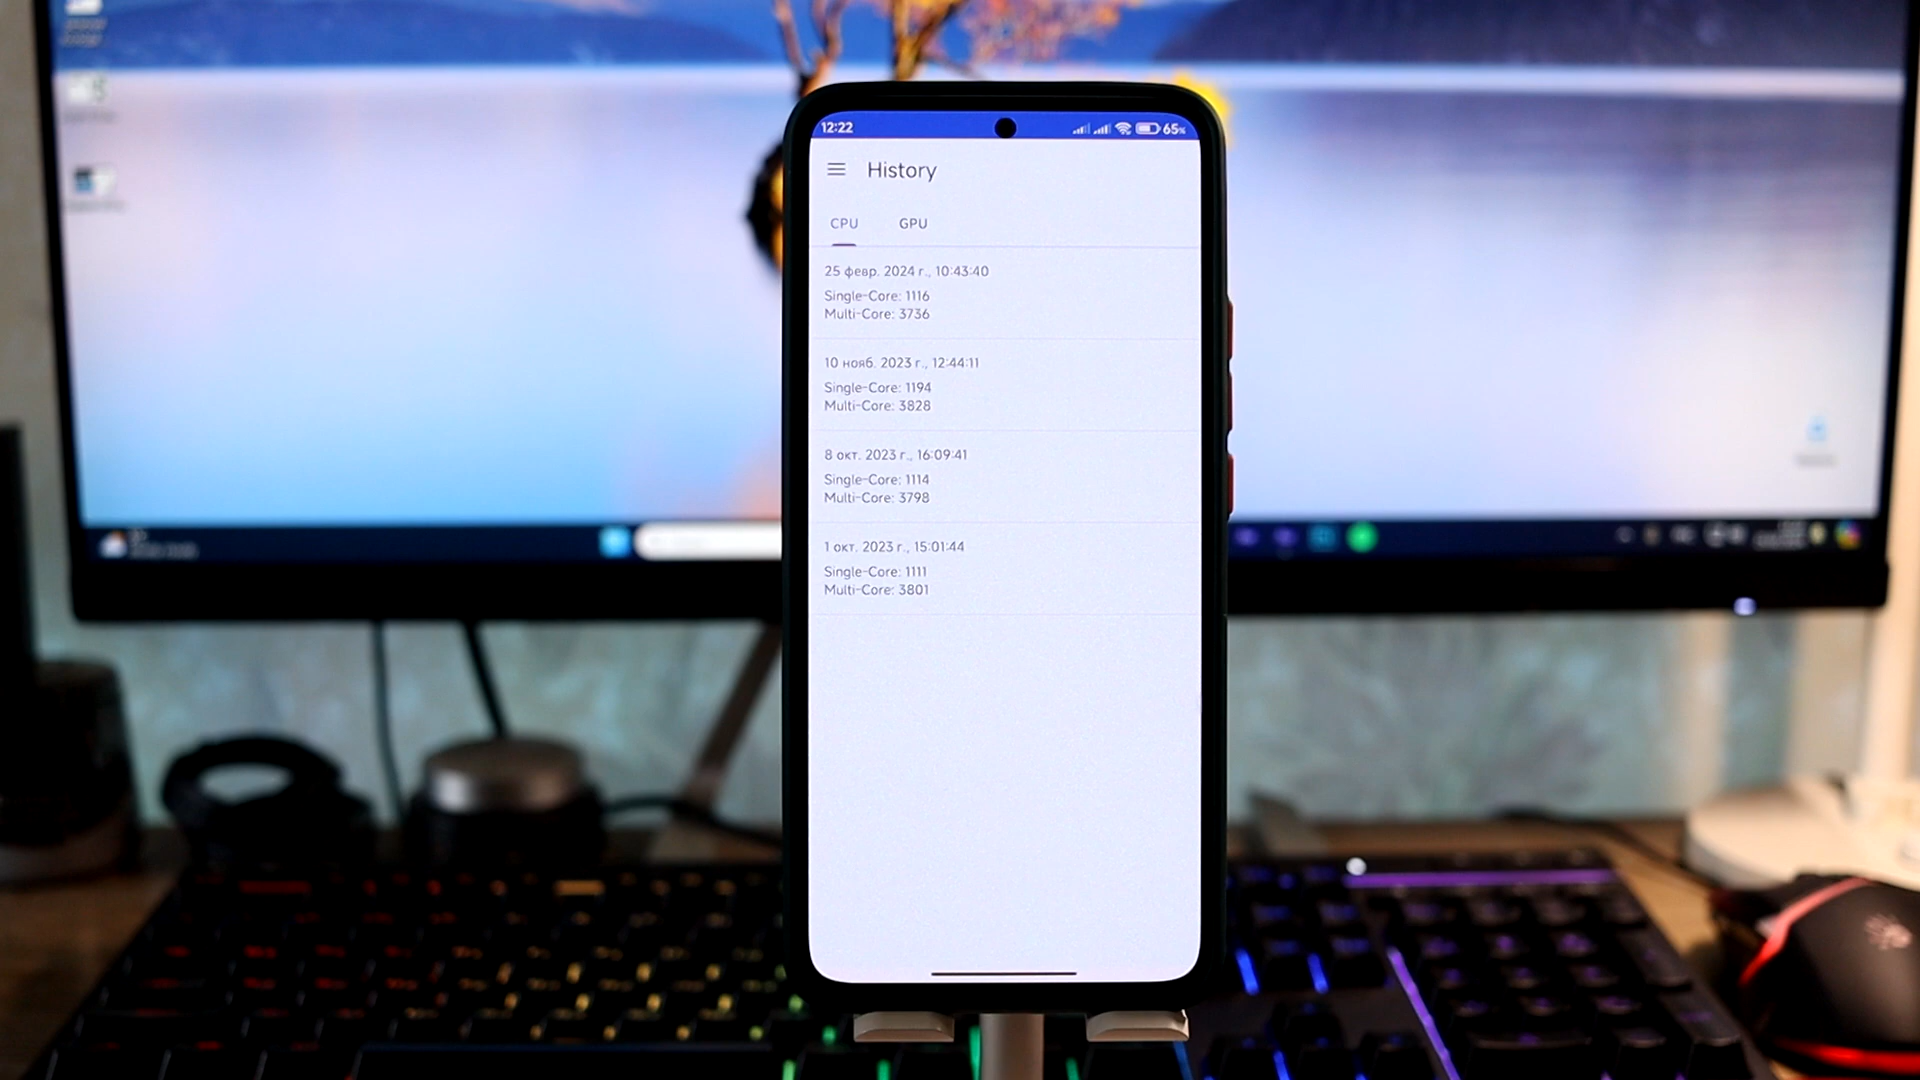 12:22
65%
History
CPU GPU
25 февр. 2024 г., 10:43:40
Single-Core: 1116
Multi-Core: 3736
10 нояб. 2023 г., 12:44:11
Single-Core: 1194
Multi-Core: 3828
8 окт. 2023 г., 16:09:41
Single-Core: 1114
Multi-Core: 3798
1 окт. 2023 г., 15:01:44
Single-Core: 1111
Multi-Core: 3801